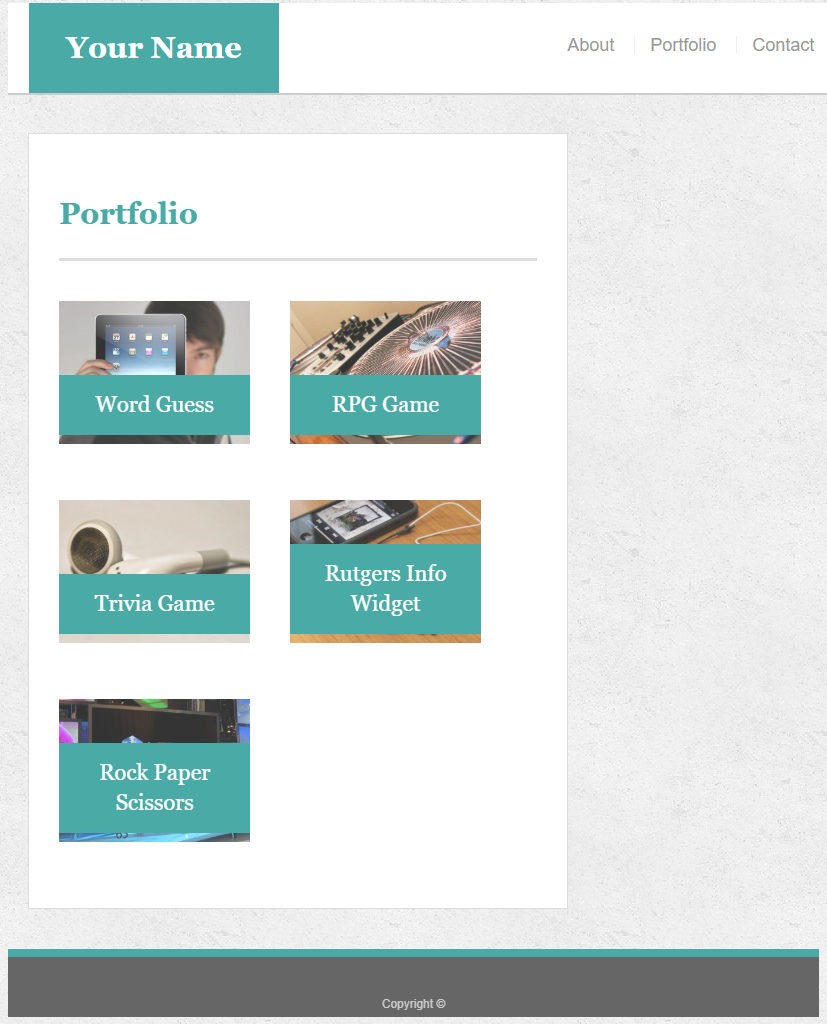 Your Name
About
Portfolio
Contact
Portfolio
Word Guess
RPG Game
Trivia Game
Rutgers Info
Widget
Rock Paper
Scissors
Copyright ©